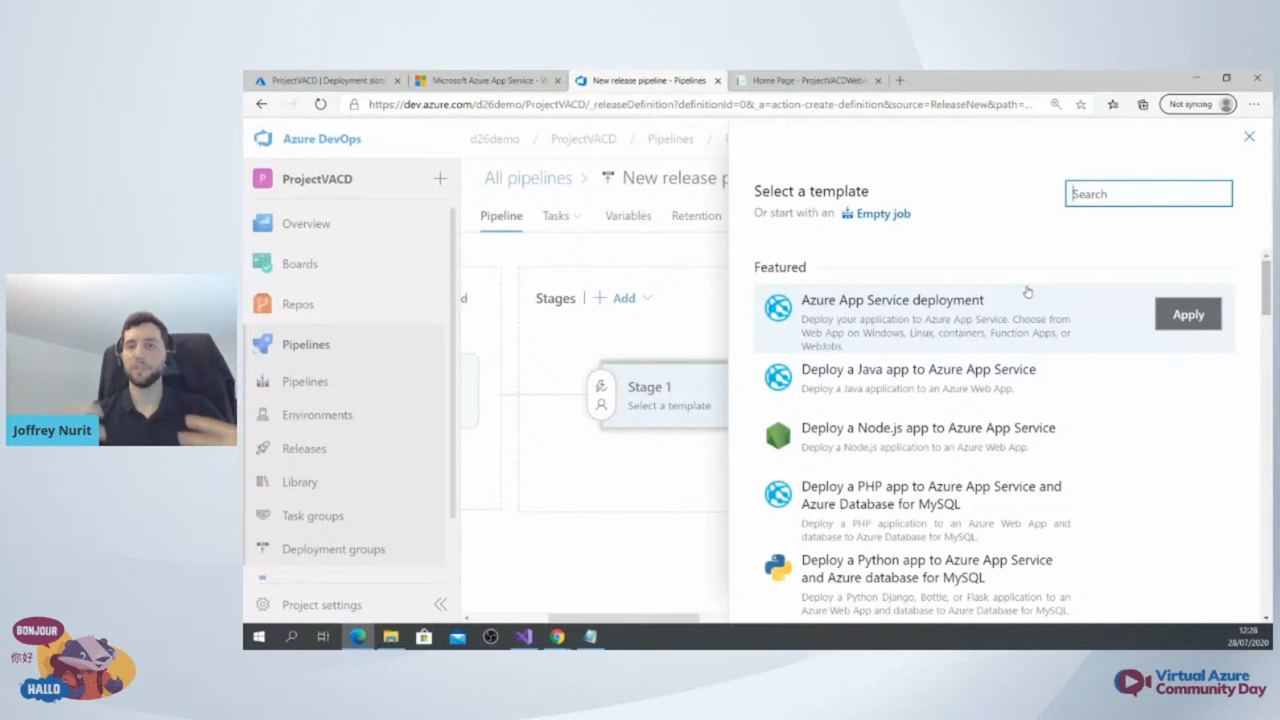 ProjectVACD | Deployment slots
Microsoft Azure App Service - V
New release pipeline - Pipelines
Home Page - ProjectVACDWeb
https://dev.azure.com/d26demo/ProjectVACD/_releaseDefinition?definitionId=0&_a=action-create-definition&source=ReleaseNew&path=...
Not syncing
Azure DevOps
d26demo / ProjectVACD / Pipelines /
P
ProjectVACD
All pipelines > New release p
Pipeline
Tasks
Variables
Retention
Overview
Boards
Repos
Pipelines
Pipelines
Environments
Releases
Library
Task groups
Deployment groups
Project settings
d
Stages | + Add
Stage 1
Select a template
Select a template
Or start with an Empty job
Search
Featured
Azure App Service deployment
Deploy your application to Azure App Service. Choose from
Web App on Windows, Linux, containers, Function Apps, or
WebJobs.
Apply
Deploy a Java app to Azure App Service
Deploy a Java application to an Azure Web App.
Deploy a Node.js app to Azure App Service
Deploy a Node.js application to an Azure Web App.
Deploy a PHP app to Azure App Service and
Azure Database for MySQL
Deploy a PHP application to an Azure Web App and
database to Azure Database for MySQL.
Deploy a Python app to Azure App Service
and Azure database for MySQL
Deploy a Python Django, Bottle, or Flask application to an
Azure Web App and database to Azure Database for MySQL.
12:28
28/07/2020
Joffrey Nurit
BONJOUR
你好
HALLO
Virtual Azure
Community Day